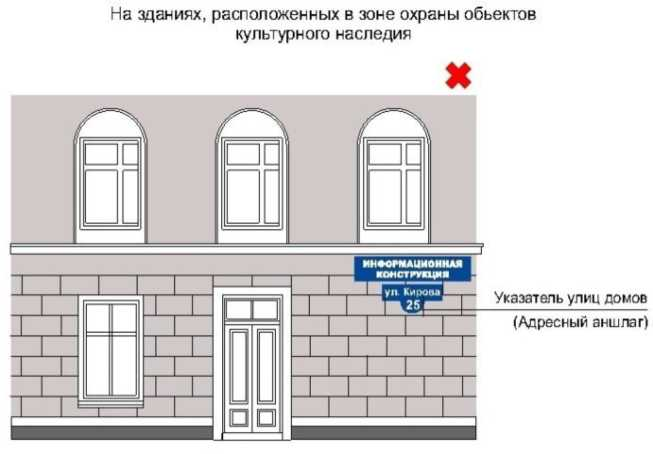 На зданиях, расположенных в зоне охраны обьектов
культурного наследия
ИНФОРМАЦИОННАЯ
КОНСТРУКЦИЯ
ул. Кирова
25
Указатель улиц домов
(Адресный аншлаг)